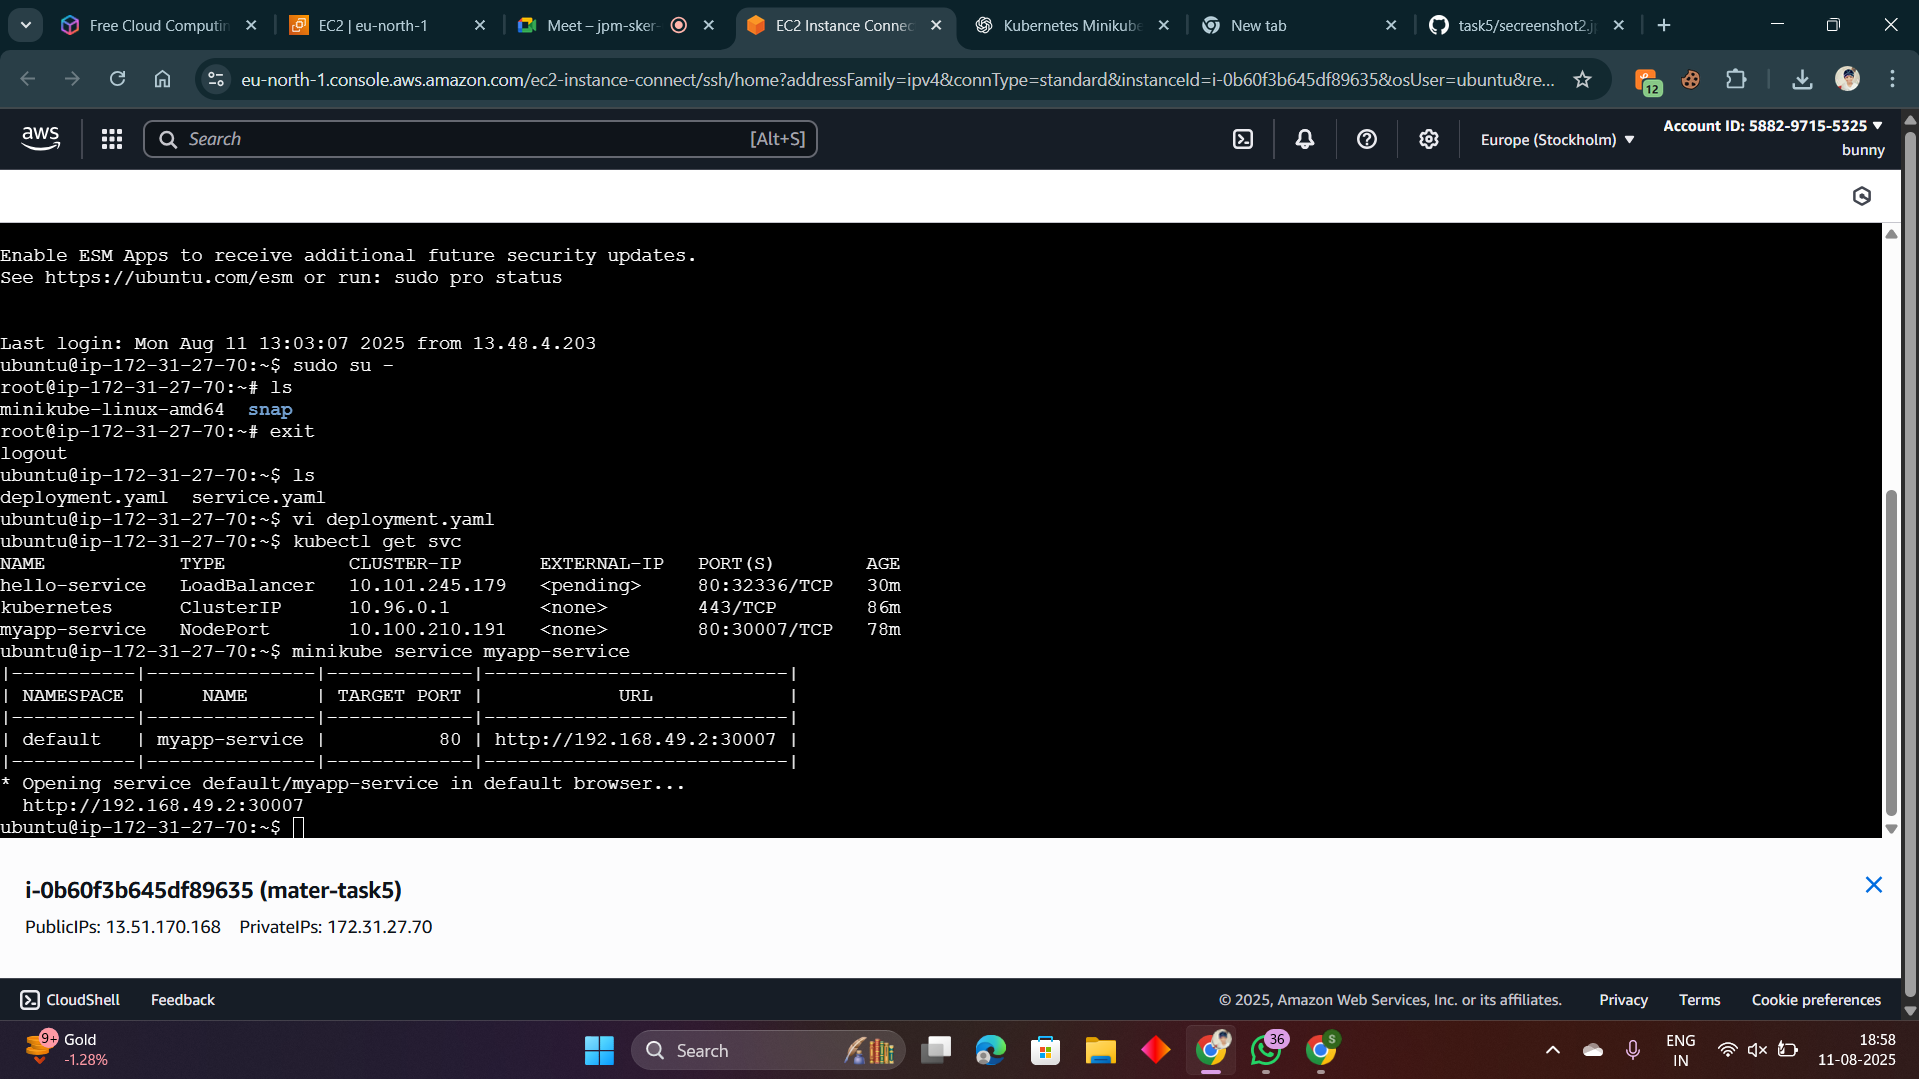 Free Cloud Computin
EC2 | eu-north-1
Meet – jpm-sker-
EC2 Instance Connec
Kubernetes Minikube
New tab
task5/secreenshot2.j
eu-north-1.console.aws.amazon.com/ec2-instance-connect/ssh/home?addressFamily=ipv4&connType=standard&instanceId=i-0b60f3b645df89635&osUser=ubuntu&re...
12
aws
Search
[Alt+S]
Europe (Stockholm)
Account ID: 5882-9715-5325
bunny
Enable ESM Apps to receive additional future security updates.
See https://ubuntu.com/esm or run: sudo pro status
Last login: Mon Aug 11 13:03:07 2025 from 13.48.4.203
ubuntu@ip-172-31-27-70:~$ sudo su -
root@ip-172-31-27-70:~# ls
minikube-linux-amd64  snap
root@ip-172-31-27-70:~# exit
logout
ubuntu@ip-172-31-27-70:~$ ls
deployment.yaml  service.yaml
ubuntu@ip-172-31-27-70:~$ vi deployment.yaml
ubuntu@ip-172-31-27-70:~$ kubectl get svc
NAME            TYPE           CLUSTER-IP       EXTERNAL-IP   PORT(S)        AGE
hello-service   LoadBalancer   10.101.245.179   <pending>     80:32336/TCP   30m
kubernetes      ClusterIP      10.96.0.1        <none>        443/TCP        86m
myapp-service   NodePort       10.100.210.191   <none>        80:30007/TCP   78m
ubuntu@ip-172-31-27-70:~$ minikube service myapp-service
|-----------|---------------|-------------|---------------------------|
| NAMESPACE |     NAME      | TARGET PORT |            URL            |
|-----------|---------------|-------------|---------------------------|
| default   | myapp-service |          80 | http://192.168.49.2:30007 |
|-----------|---------------|-------------|---------------------------|
* Opening service default/myapp-service in default browser...
  http://192.168.49.2:30007
ubuntu@ip-172-31-27-70:~$
i-0b60f3b645df89635 (mater-task5)
PublicIPs: 13.51.170.168    PrivateIPs: 172.31.27.70
CloudShell
Feedback
© 2025, Amazon Web Services, Inc. or its affiliates.
Privacy
Terms
Cookie preferences
9+
Gold
-1.28%
Search
36
S
ENG
IN
18:58
11-08-2025